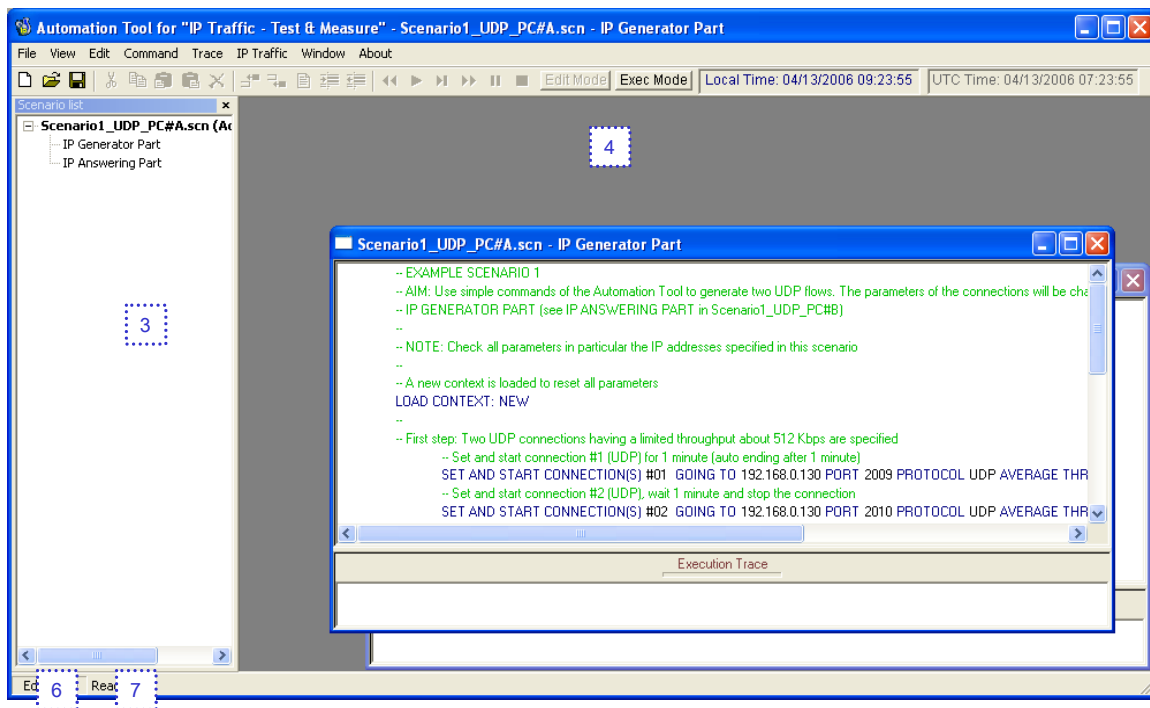 Automation Tool for "IP Traffic - Test & Measure" - Scenario1_UDP_PC#A.scn - IP Generator Part
File View Edit Command Trace IP Traffic Window About
Edit Mode Exec Mode Local Time: 04/13/2006 09:23:55 UTC Time: 04/13/2006 07:23:55
Scenario list
Scenario1_UDP_PC#A.scn (Ac
IP Generator Part
IP Answering Part
3
4
Scenario1_UDP_PC#A.scn - IP Generator Part
-- EXAMPLE SCENARIO 1
-- AIM: Use simple commands of the Automation Tool to generate two UDP flows. The parameters of the connections will be cha
-- IP GENERATOR PART (see IP ANSWERING PART in Scenario1_UDP_PC#B)
--
-- NOTE: Check all parameters in particular the IP addresses specified in this scenario
--
-- A new context is loaded to reset all parameters
LOAD CONTEXT: NEW
--
-- First step: Two UDP connections having a limited throughput about 512 Kbps are specified
-- Set and start connection #1 (UDP) for 1 minute (auto ending after 1 minute)
SET AND START CONNECTION(S) #01 GOING TO 192.168.0.130 PORT 2009 PROTOCOL UDP AVERAGE THR
-- Set and start connection #2 (UDP), wait 1 minute and stop the connection
SET AND START CONNECTION(S) #02 GOING TO 192.168.0.130 PORT 2010 PROTOCOL UDP AVERAGE THR
Execution Trace
Ed 6 Rea 7